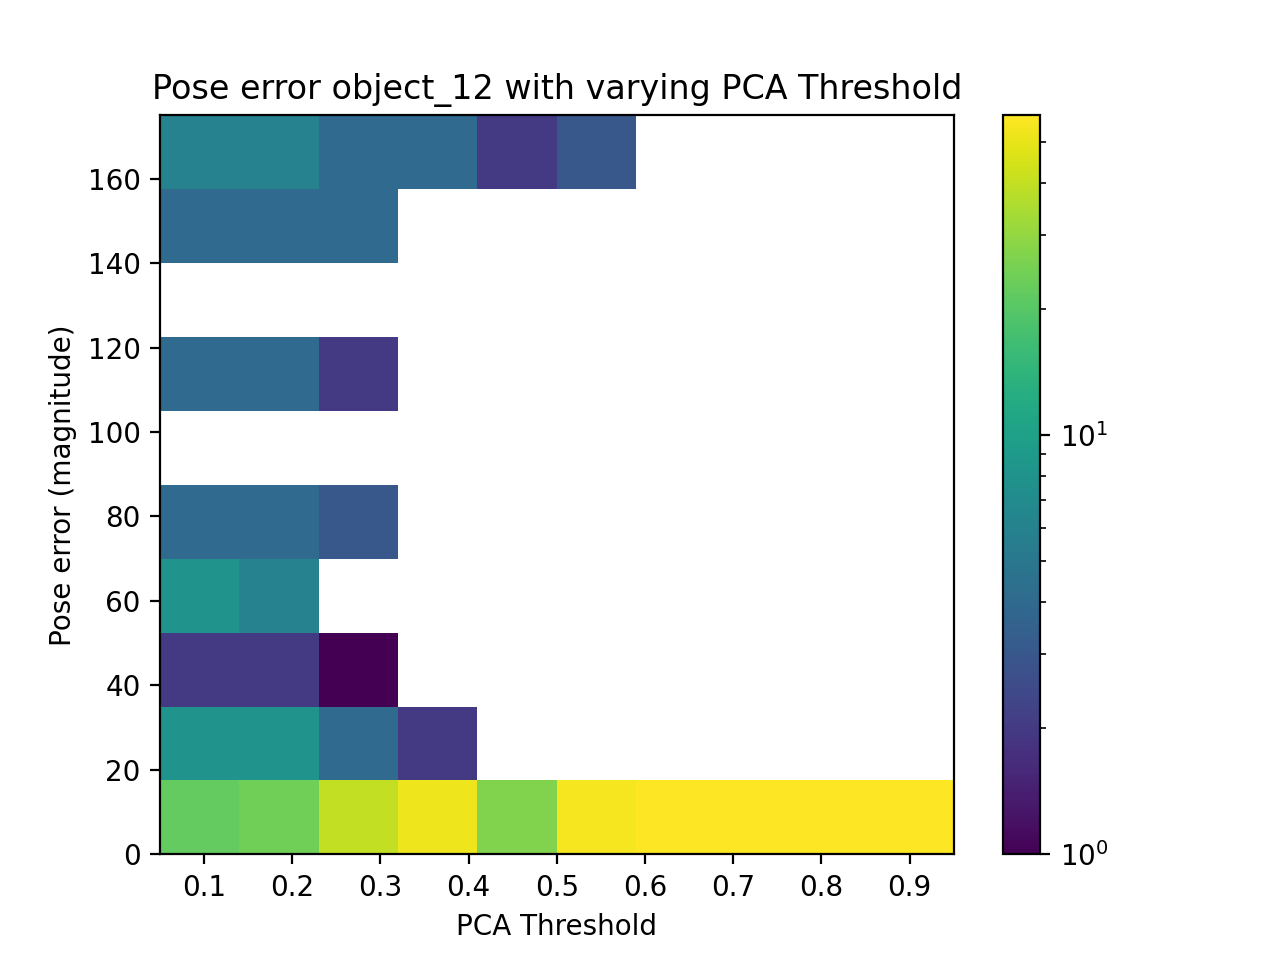 Pose error object_12 with varying PCA Threshold
160
140
120
100
80
60
40
20
0
Pose error (magnitude)
0.1 0.2 0.3 0.4 0.5 0.6 0.7 0.8 0.9
PCA Threshold
10¹
10⁰